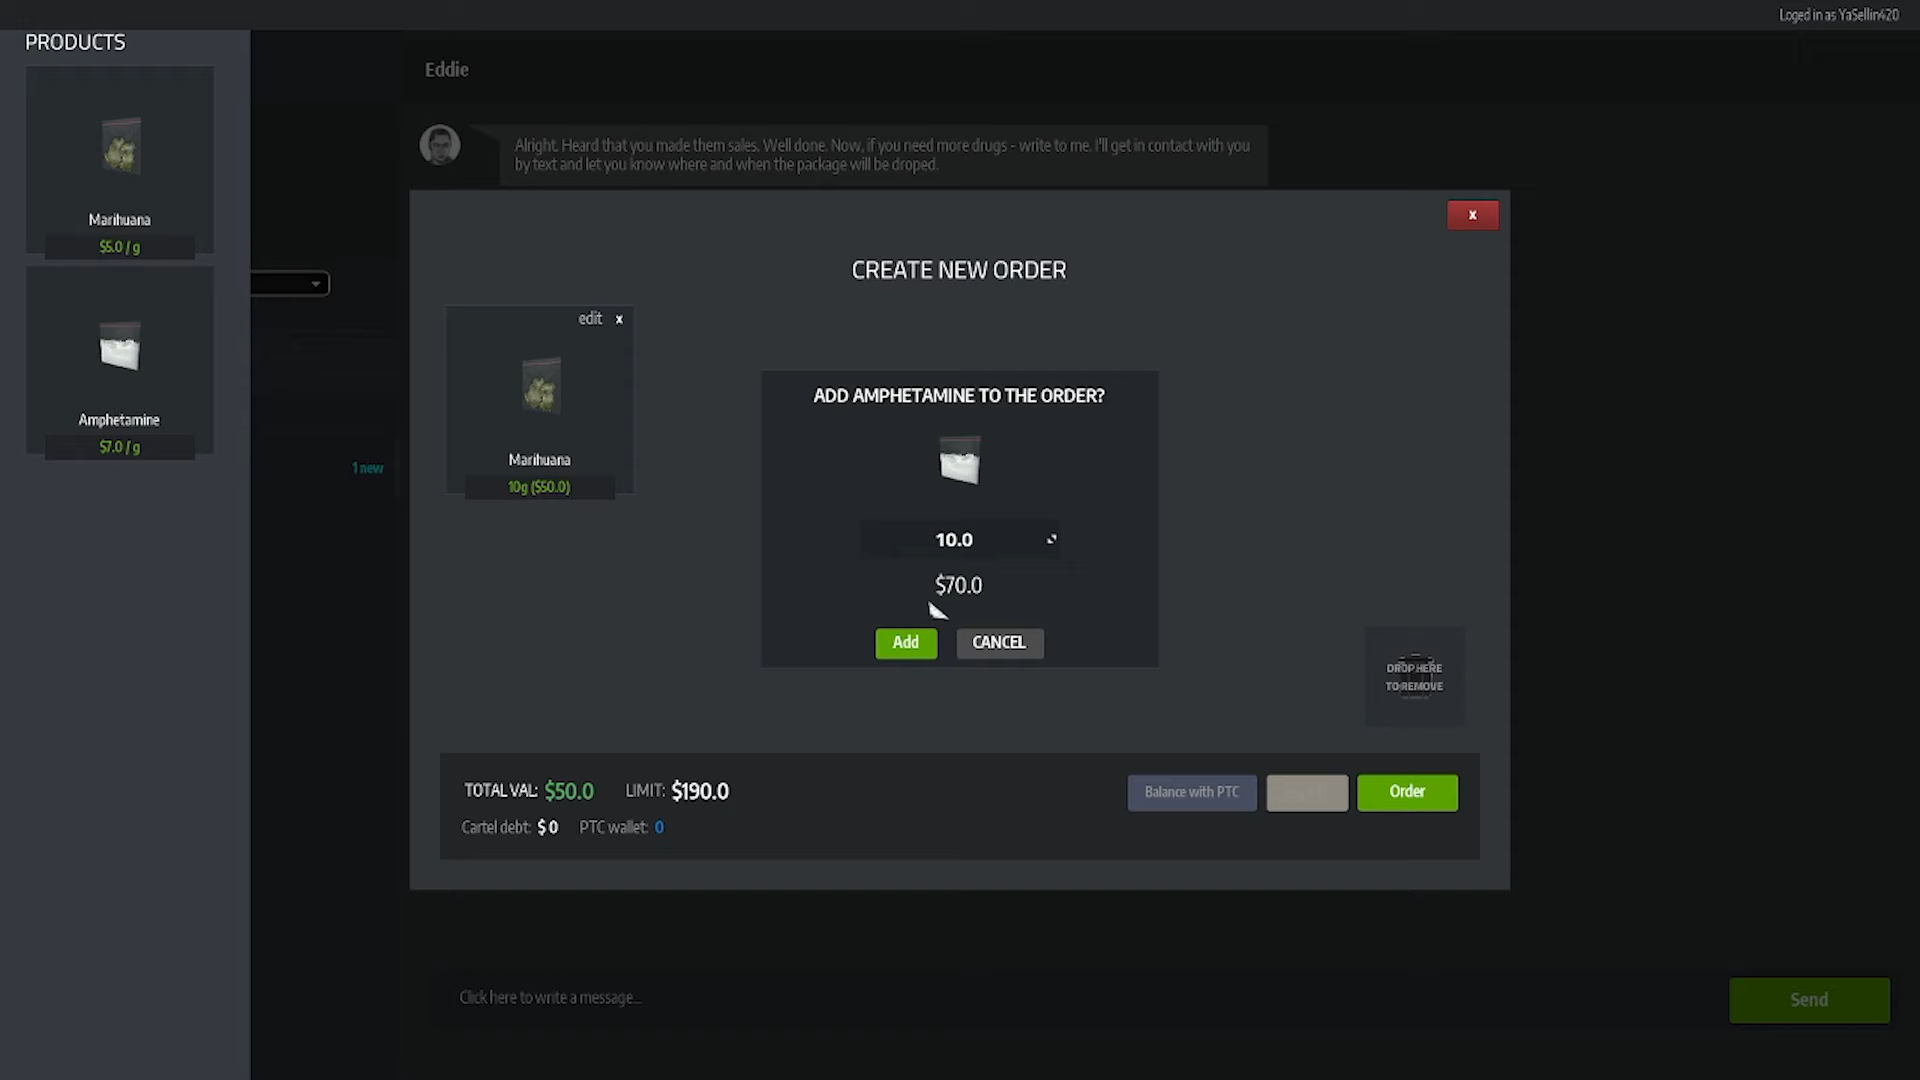 Loged in as YaSellin420
PRODUCTS
Marihuana
$5.0 / g
Amphetamine
$7.0 / g
1 new
Eddie
Alright. Heard that you made them sales. Well done. Now, if you need more drugs - write to me. I'll get in contact with you
by text and let you know where and when the package will be droped.
x
CREATE NEW ORDER
edit x
Marihuana
10g ($50.0)
ADD AMPHETAMINE TO THE ORDER?
10.0
$70.0
Add
CANCEL
DROP HERE
TO REMOVE
TOTAL VAL: $50.0 LIMIT: $190.0
Cartel debt: $ 0 PTC wallet: 0
Balance with PTC
Order
Click here to write a message...
Send